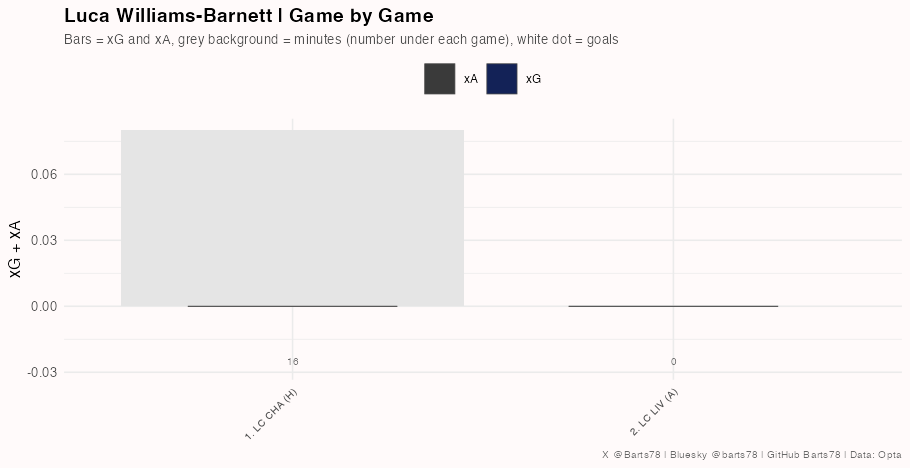 Luca Williams-Barnett | Game by Game
Bars = xG and xA, grey background = minutes (number under each game), white dot = goals
xA xG
xG + xA
0.06
0.03
0.00
-0.03
16 0
1. LC CHA (H) 2. LC LIV (A)
X @Barts78 | Bluesky @barts78 | GitHub Barts78 | Data: Opta